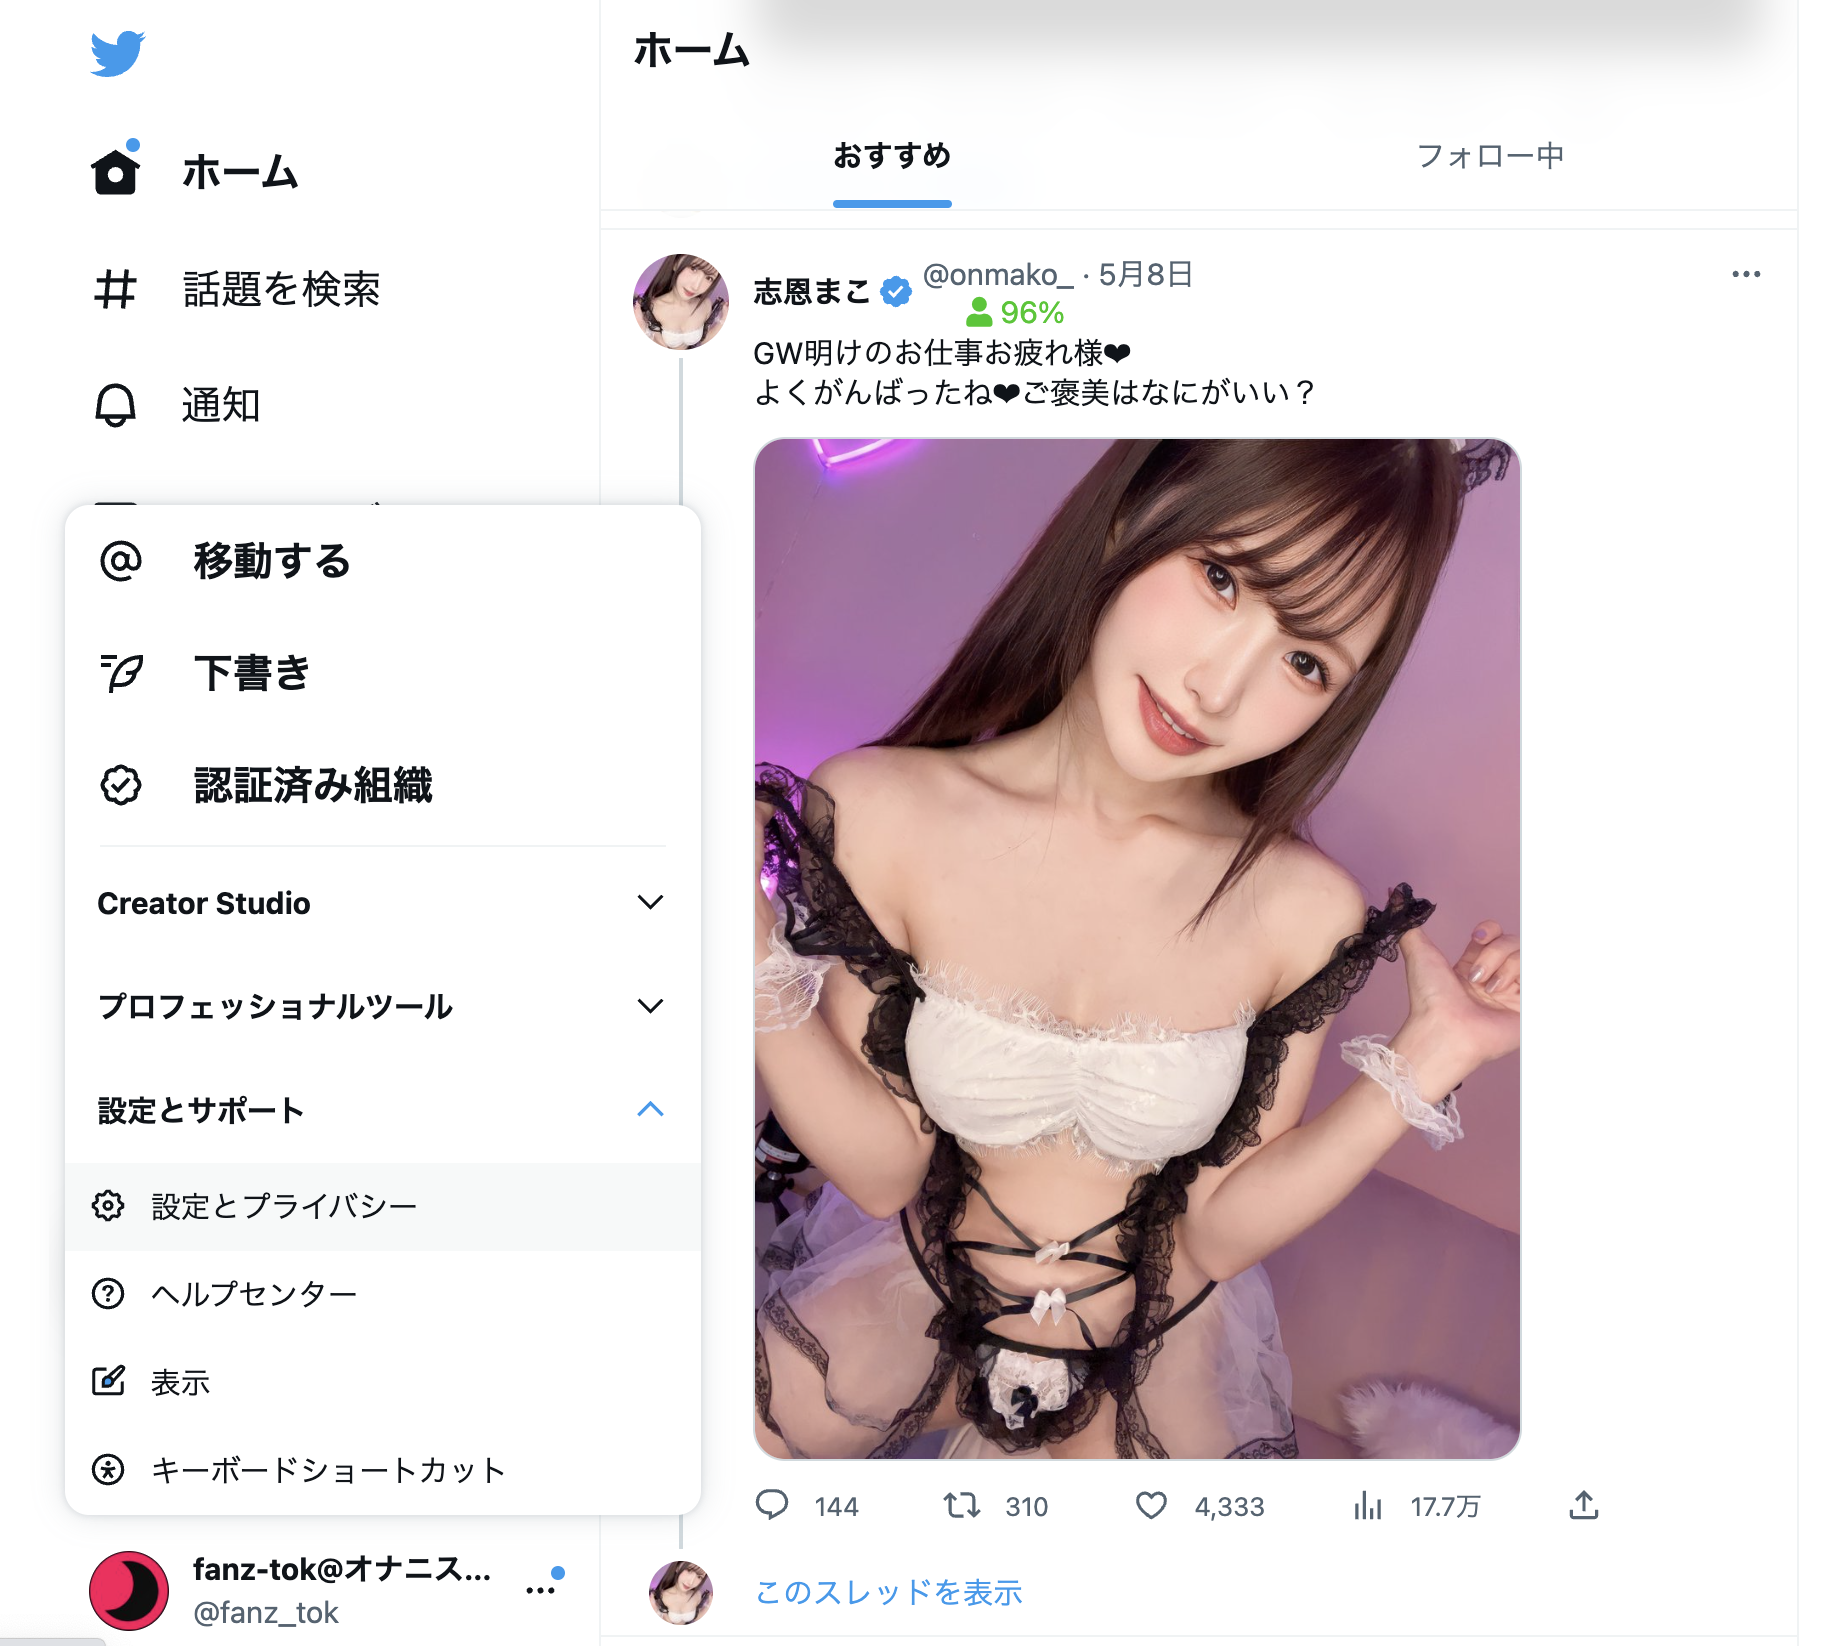 ホーム
話題を検索
通知
移動する
下書き
認証済み組織
Creator Studio
プロフェッショナルツール
設定とサポート
設定とプライバシー
ヘルプセンター
表示
キーボードショートカット
fanz-tok@オナニス...
@fanz_tok
ホーム
おすすめ
フォロー中
志恩まこ @onmako_ · 5月8日
96%
GW明けのお仕事お疲れ様❤
よくがんばったね❤ご褒美はなにがいい？
144 310 4,333 17.7万
このスレッドを表示